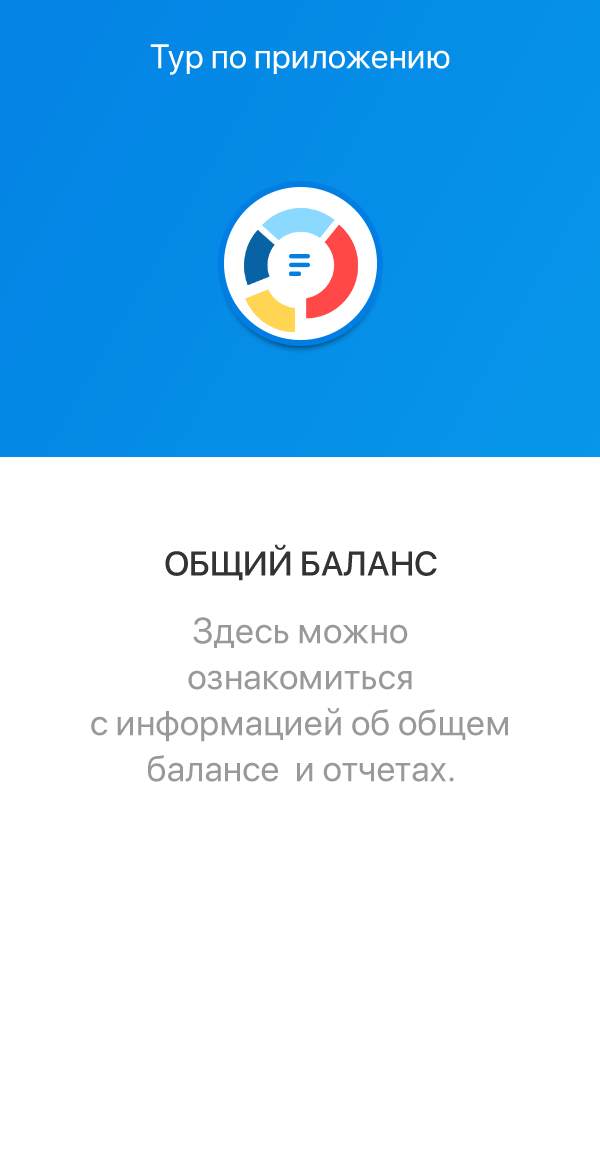 Тур по приложению
ОБЩИЙ БАЛАНС
Здесь можно
ознакомиться
с информацией об общем
балансе  и отчетах.